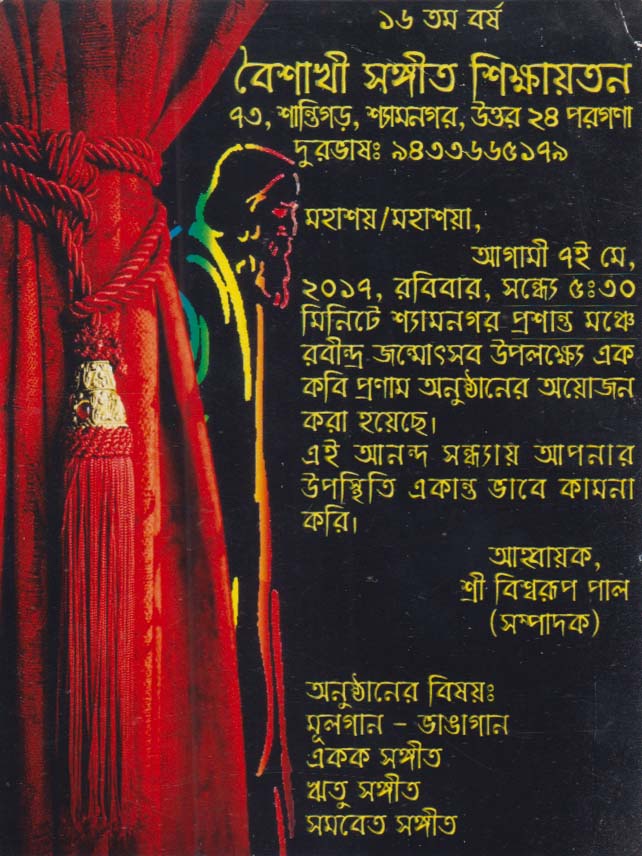 ১৬ তম বর্ষ
বৈশাখী সঙ্গীত শিক্ষায়তন
৭৩, শান্তিগড়, শ্যামনগর, উত্তর ২৪ পরগণা
দুরভাষঃ ৯৪৩৩৬৬৫১৭৯
মহাশয়/মহাশয়া,
আগামী ৭ই মে,
২০১৭, রবিবার, সন্ধ্যে ৫ঃ৩০
মিনিটে শ্যামনগর প্রশান্ত মঞ্চে
রবীন্দ্র জন্মোৎসব উপলক্ষ্যে এক
কবি প্রণাম অনুষ্ঠানের অয়োজন
করা হয়েছে।
এই আনন্দ সন্ধ্যায় আপনার
উপস্থিতি একান্ত ভাবে কামনা
করি।
আহ্বায়ক,
শ্রী বিশ্বরূপ পাল
(সম্পাদক)
অনুষ্ঠানের বিষয়ঃ
মূলগান – ভাঙাগান
একক সঙ্গীত
ঋতু সঙ্গীত
সমবেত সঙ্গীত